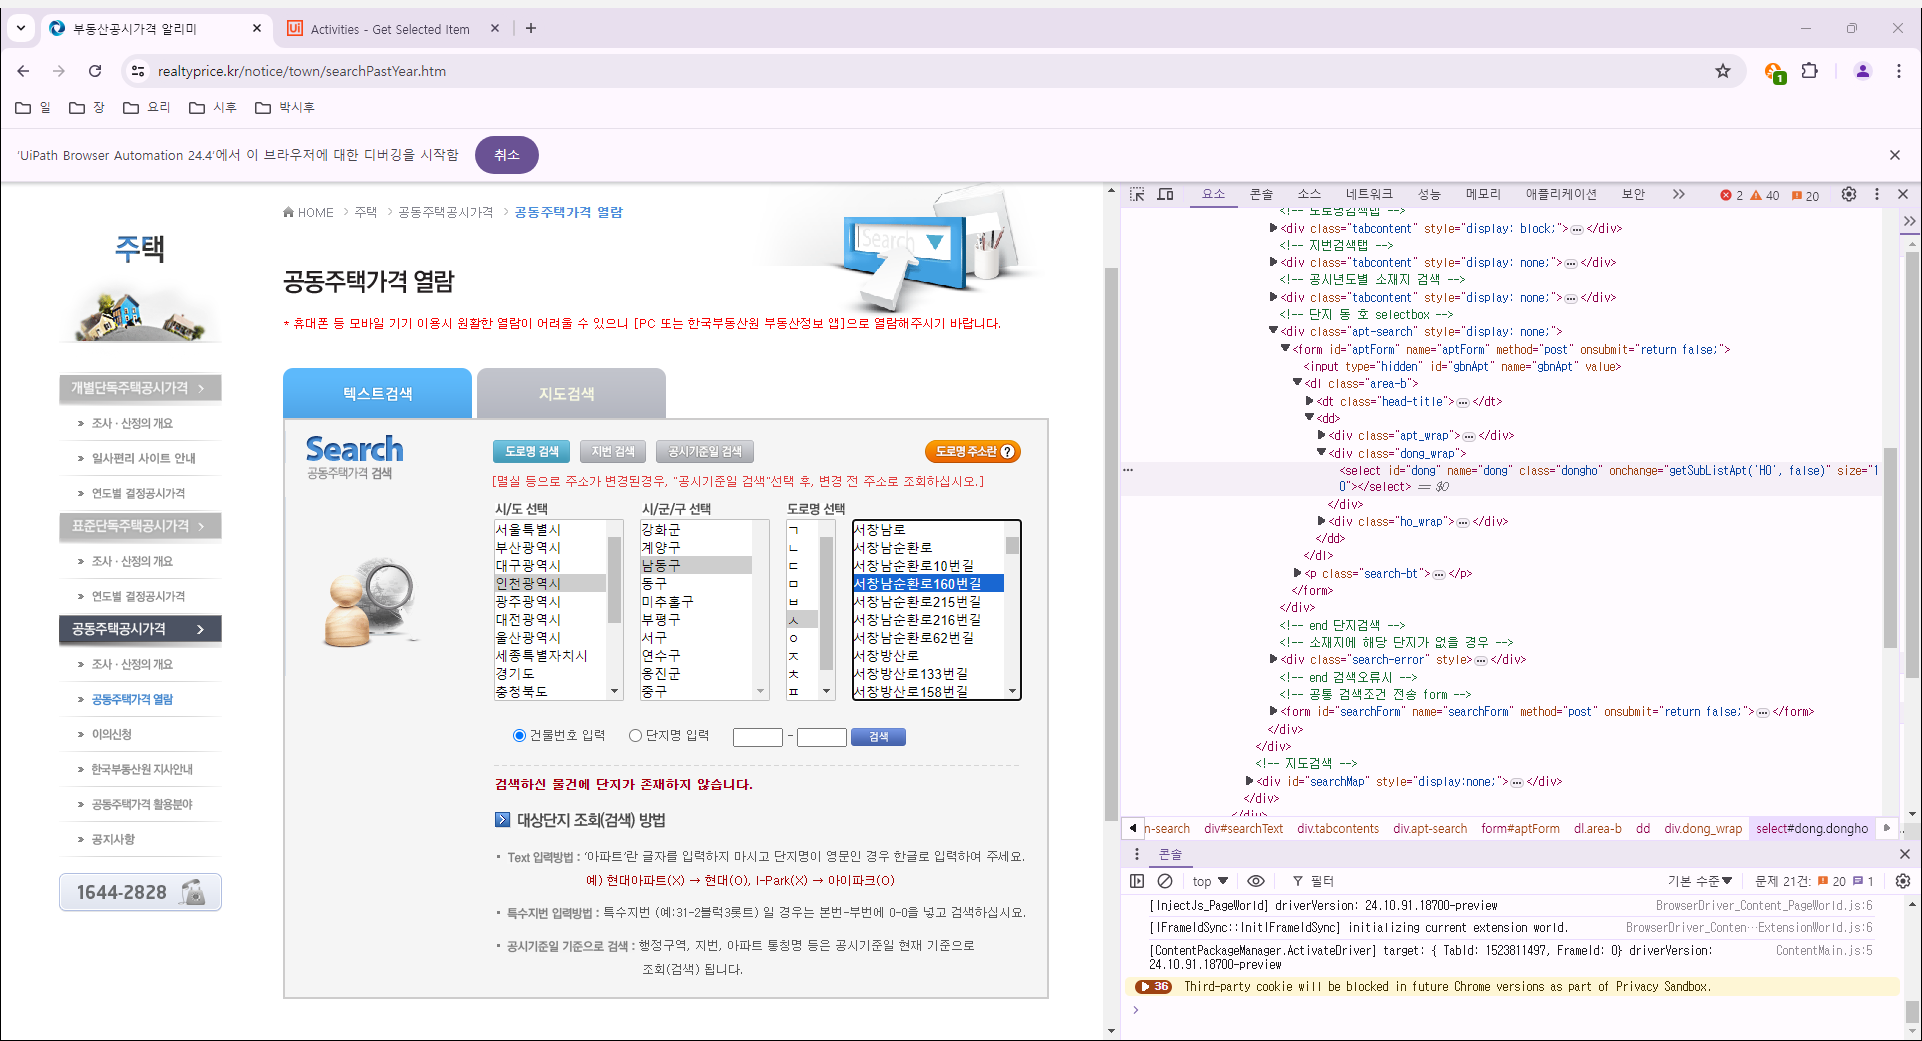 부동산공시가격 알리미
Activities - Get Selected Item
realtyprice.kr/notice/town/searchPastYear.htm
1
일
장
요리
시후
박시후
'UiPath Browser Automation 24.4'에서 이 브라우저에 대한 디버깅을 시작함
취소
HOME > 주택 > 공동주택공시가격 > 공동주택가격 열람
Search
주택
공동주택가격 열람
* 휴대폰 등 모바일 기기 이용시 원활한 열람이 어려울 수 있으니 [PC 또는 한국부동산원 부동산정보 앱]으로 열람해주시기 바랍니다.
개별단독주택공시가격 >
» 조사 · 산정의 개요
» 일사편리 사이트 안내
» 연도별 결정공시가격
표준단독주택공시가격 >
» 조사 · 산정의 개요
» 연도별 결정공시가격
공동주택공시가격 >
» 조사 · 산정의 개요
» 공동주택가격 열람
» 이의신청
» 한국부동산원 지사안내
» 공동주택가격 활용분야
» 공지사항
1644-2828
텍스트검색
지도검색
Search
공동주택가격 검색
도로명 검색
지번 검색
공시기준일 검색
도로명 주소란 ?
[멸실 등으로 주소가 변경된경우, "공시기준일 검색"선택 후, 변경 전 주소로 조회하십시오.]
시/도 선택
서울특별시
부산광역시
대구광역시
인천광역시
광주광역시
대전광역시
울산광역시
세종특별자치시
경기도
충청북도
시/군/구 선택
강화군
계양구
남동구
동구
미추홀구
부평구
서구
연수구
옹진군
중구
도로명 선택
ㄱ
ㄴ
ㄷ
ㅁ
ㅂ
ㅅ
ㅇ
ㅈ
ㅊ
ㅍ
서창남로
서창남순환로
서창남순환로10번길
서창남순환로160번길
서창남순환로215번길
서창남순환로216번길
서창남순환로62번길
서창방산로
서창방산로133번길
서창방산로158번길
건물번호 입력
단지명 입력
-
검색
검색하신 물건에 단지가 존재하지 않습니다.
대상단지 조회(검색) 방법
· Text 입력방법 : '아파트'란 글자를 입력하지 마시고 단지명이 영문인 경우 한글로 입력하여 주세요.
예) 현대아파트(X) → 현대(O), I-Park(X) → 아이파크(O)
· 특수지번 입력방법 : 특수지번 (예:31-2블럭3롯트) 일 경우는 본번-부번에 0-0을 넣고 검색하십시요.
· 공시기준일 기준으로 검색 : 행정구역, 지번, 아파트 통칭명 등은 공시기준일 현재 기준으로
조회(검색) 됩니다.
요소 콘솔 소스 네트워크 성능 메모리 애플리케이션 보안 >> 2 40 20
<!-- 도로명검색탭 -->
<div class="tabcontent" style="display: block;">…</div>
<!-- 지번검색탭 -->
<div class="tabcontent" style="display: none;">…</div>
<!-- 공시년도별 소재지 검색 -->
<div class="tabcontent" style="display: none;">…</div>
<!-- 단지 동 호 selectbox -->
<div class="apt-search" style="display: none;">
<form id="aptForm" name="aptForm" method="post" onsubmit="return false;">
<input type="hidden" id="gbnApt" name="gbnApt" value>
<dl class="area-b">
<dt class="head-title">…</dt>
<dd>
<div class="apt_wrap">…</div>
<div class="dong_wrap">
<select id="dong" name="dong" class="dongho" onchange="getSubListApt('HO', false)" size="1
0"></select> == $0
</div>
<div class="ho_wrap">…</div>
</dd>
</dl>
<p class="search-bt">…</p>
</form>
</div>
<!-- end 단지검색 -->
<!-- 소재지에 해당 단지가 없을 경우 -->
<div class="search-error" style>…</div>
<!-- end 검색오류시 -->
<!-- 공통 검색조건 전송 form -->
<form id="searchForm" name="searchForm" method="post" onsubmit="return false;">…</form>
</div>
</div>
<!-- 지도검색 -->
<div id="searchMap" style="display:none;">…</div>
</div>
</div>
n-search div#searchText div.tabcontents div.apt-search form#aptForm dl.area-b dd div.dong_wrap select#dong.dongho
콘솔
top ▼
필터
기본 수준▼
문제 21건: 20 1
[InjectJs_PageWorld] driverVersion: 24.10.91.18700-preview
BrowserDriver_Content_PageWorld.js:6
[IFrameIdSync::InitIFrameIdSync] initializing current extension world.
BrowserDriver_Conten…ExtensionWorld.js:6
[ContentPackageManager.ActivateDriver] target: { TabId: 1523811497, FrameId: 0} driverVersion:
24.10.91.18700-preview
ContentMain.js:5
36 Third-party cookie will be blocked in future Chrome versions as part of Privacy Sandbox.